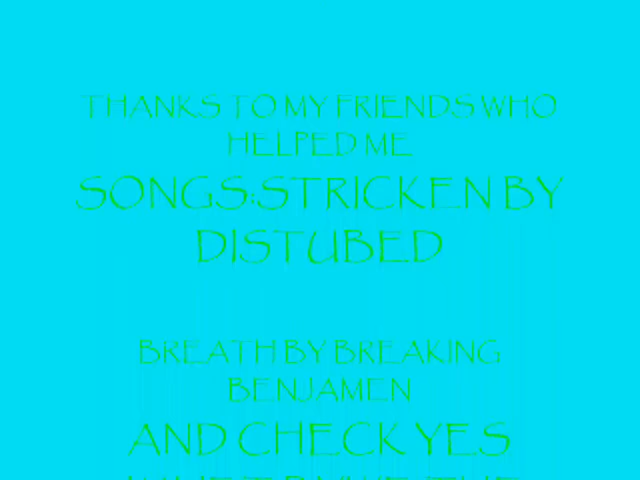 THANKS TO MY FRIENDS WHO
HELPED ME
SONGS:STRICKEN BY
DISTUBED
BREATH BY BREAKING
BENJAMEN
AND CHECK YES